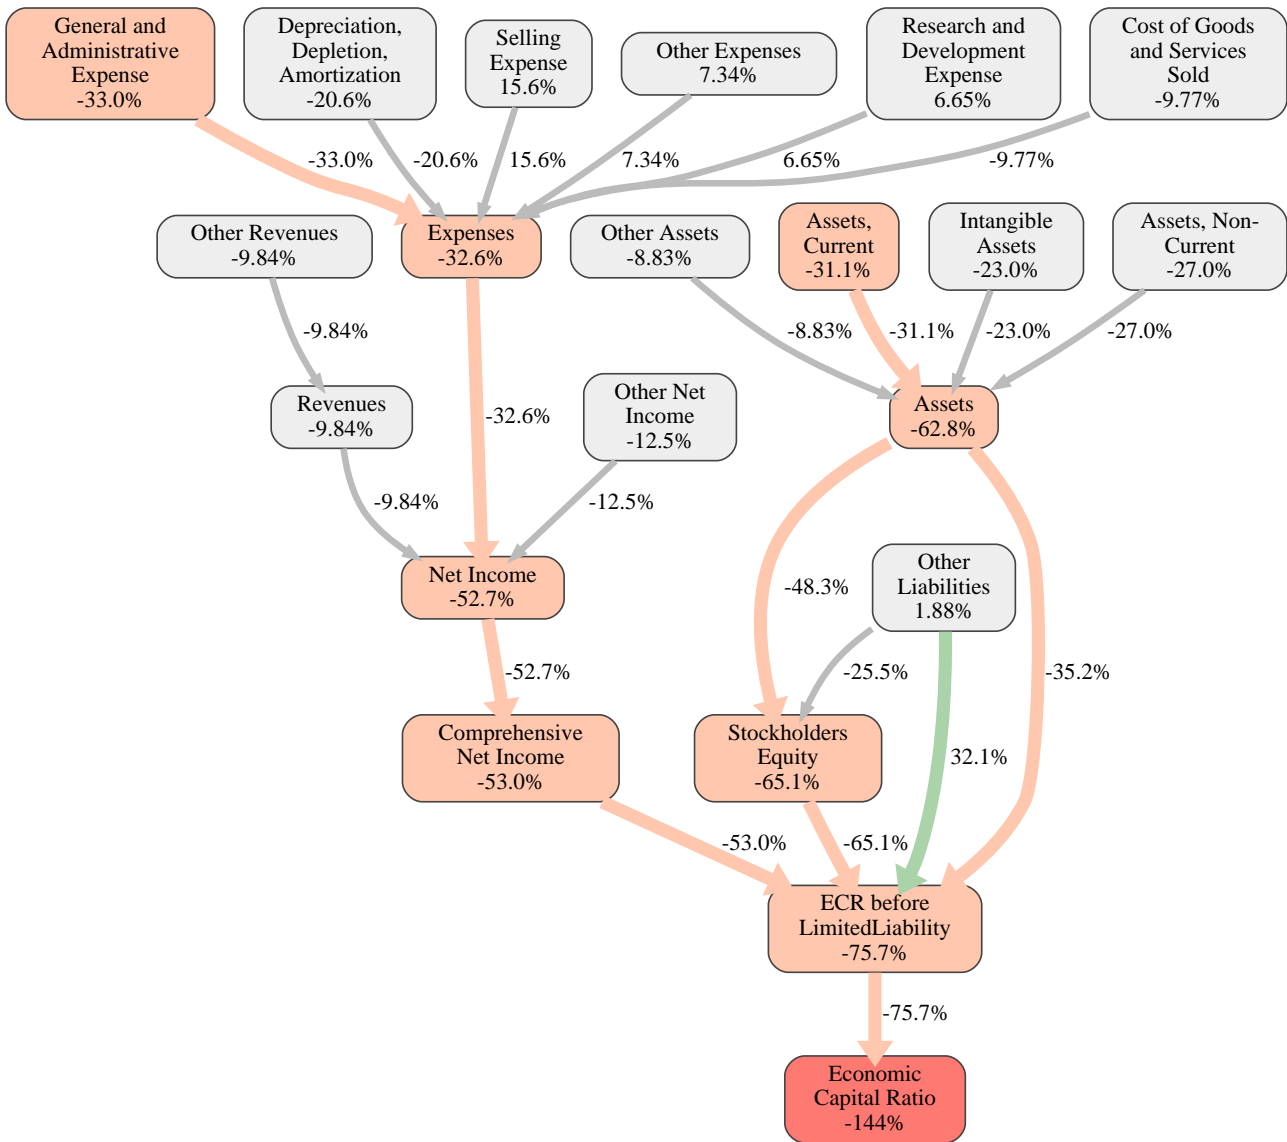 General and
Administrative
Expense
-33.0%
Depreciation,
Depletion,
Amortization
-20.6%
Selling
Expense
15.6%
Other Expenses
7.34%
Research and
Development
Expense
6.65%
Cost of Goods
and Services
Sold
-9.77%
-33.0%
-20.6%
15.6%
7.34%
6.65%
-9.77%
Other Revenues
-9.84%
Expenses
-32.6%
Other Assets
-8.83%
Assets,
Current
-31.1%
Intangible
Assets
-23.0%
Assets, Non-
Current
-27.0%
-9.84%
-8.83%
-31.1%
-23.0%
-27.0%
Revenues
-9.84%
-32.6%
Other Net
Income
-12.5%
Assets
-62.8%
-9.84%
-12.5%
Net Income
-52.7%
-48.3%
Other
Liabilities
1.88%
-52.7%
-25.5%
-35.2%
Comprehensive
Net Income
-53.0%
Stockholders
Equity
-65.1%
32.1%
-53.0%
-65.1%
ECR before
LimitedLiability
-75.7%
-75.7%
Economic
Capital Ratio
-144%